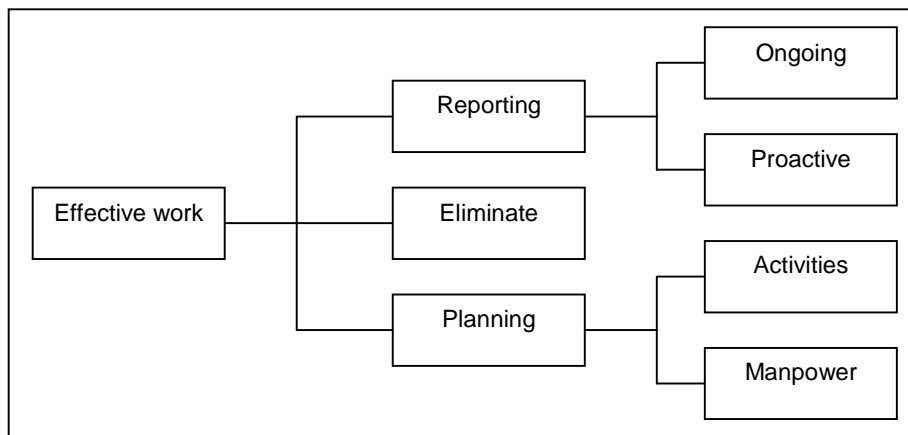 Effective work
Reporting
Ongoing
Proactive
Eliminate
Planning
Activities
Manpower